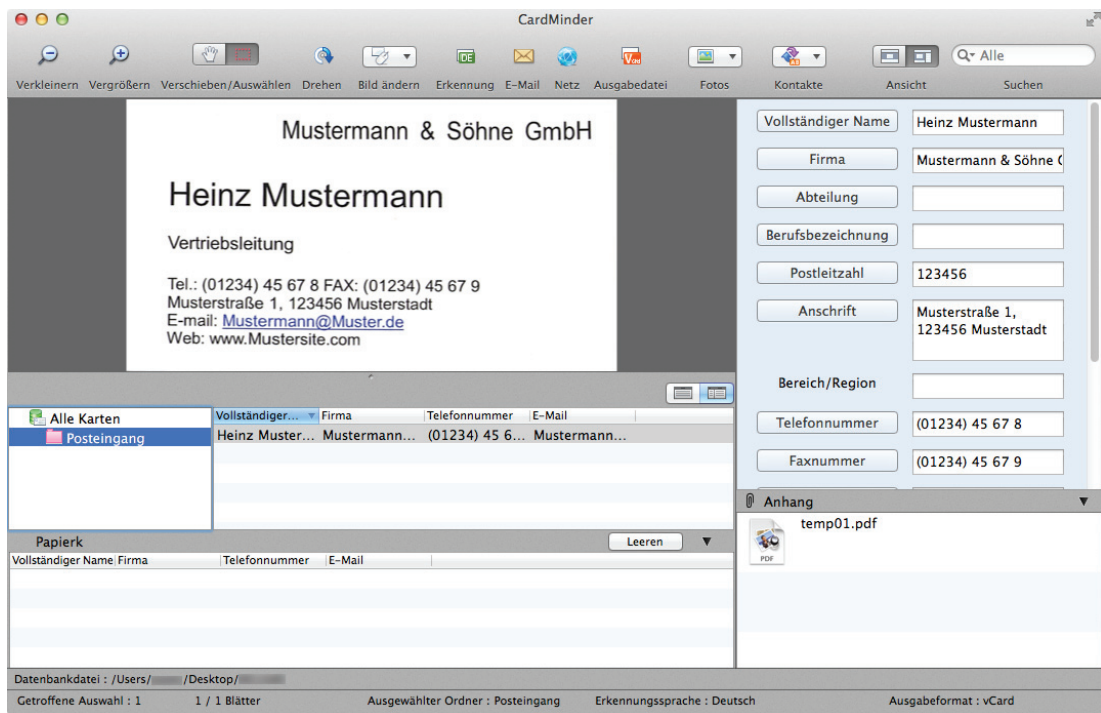 CardMinder
DE
VCARD
Alle
Verkleinern Vergrößern Verschieben/Auswählen Drehen Bild ändern Erkennung E-Mail Netz Ausgabedatei Fotos Kontakte Ansicht Suchen
Mustermann & Söhne GmbH
Heinz Mustermann
Vertriebsleitung
Tel.: (01234) 45 67 8 FAX: (01234) 45 67 9
Musterstraße 1, 123456 Musterstadt
E-mail: Mustermann@Muster.de
Web: www.Mustersite.com
Vollständiger Name Heinz Mustermann
Firma Mustermann & Söhne G
Abteilung
Berufsbezeichnung
Postleitzahl 123456
Anschrift Musterstraße 1,
123456 Musterstadt
Bereich/Region
Telefonnummer (01234) 45 67 8
Faxnummer (01234) 45 67 9
Alle Karten
Posteingang
Vollständiger... Firma Telefonnummer E-Mail
Heinz Muster... Mustermann... (01234) 45 6... Mustermann...
Papierk Leeren
Vollständiger Name Firma Telefonnummer E-Mail
Anhang
temp01.pdf
PDF
Datenbankdatei : /Users/ /Desktop/
Getroffene Auswahl : 1 1 / 1 Blätter Ausgewählter Ordner : Posteingang Erkennungssprache : Deutsch Ausgabeformat : vCard